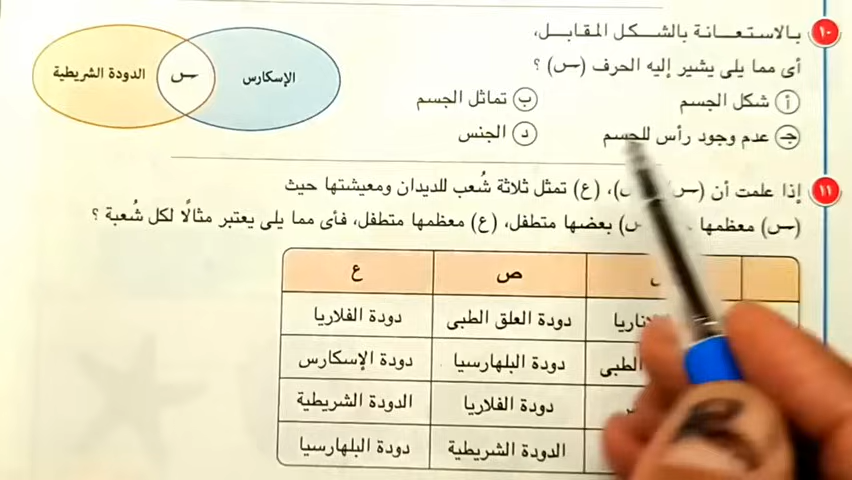 ١٠ بالاستعانة بالشكل المقابل،
أى مما يلى يشير إليه الحرف (س) ؟
أ شكل الجسم ب تماثل الجسم
جـ عدم وجود رأس للجسم د الجنس
الدودة الشريطية س الإسكارس
١١ إذا علمت أن (س)، (ع) تمثل ثلاثة شُعب للديدان ومعيشتها حيث
(س) معظمها بعضها متطفل، (ع) معظمها متطفل، فأى مما يلى يعتبر مثالًا لكل شُعبة ؟
ص ع
دودة العلق الطبى دودة الفلاريا
الطبى دودة البلهارسيا دودة الإسكارس
دودة الفلاريا الدودة الشريطية
الدودة الشريطية دودة البلهارسيا